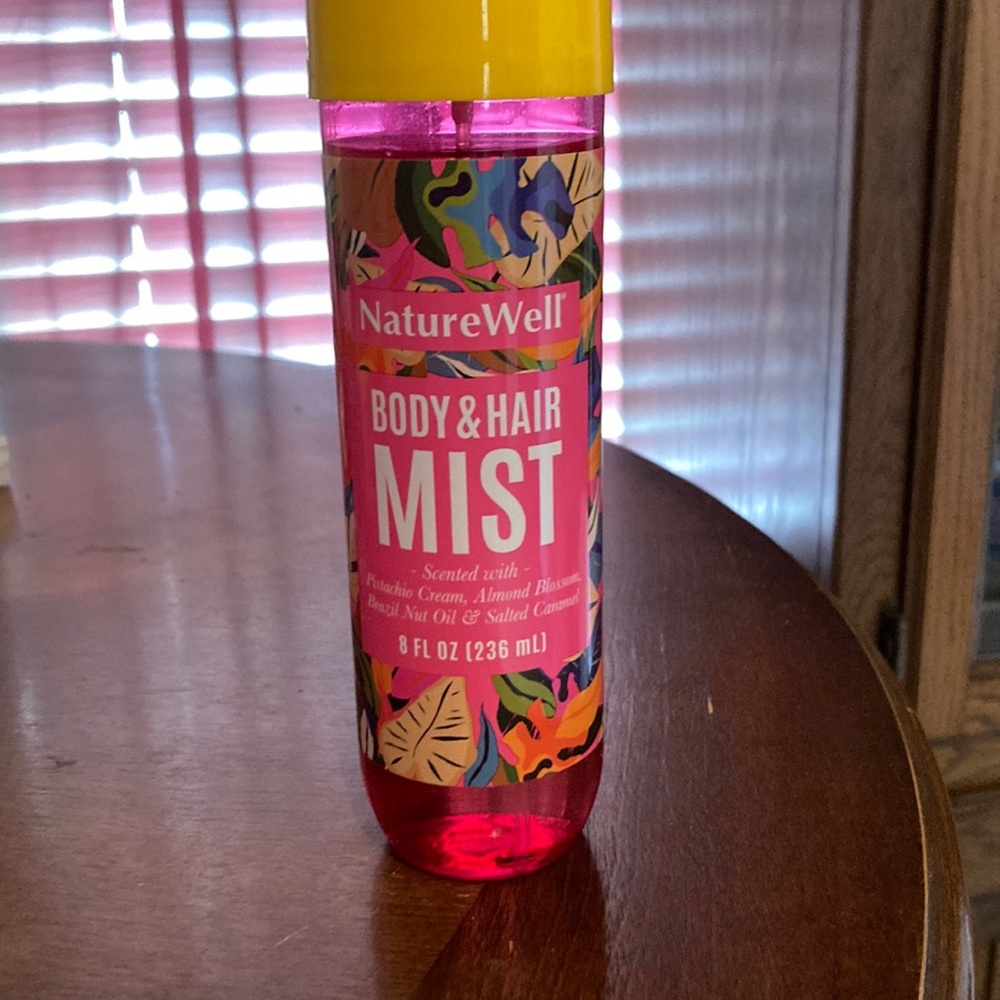 NatureWell®
BODY & HAIR
MIST
- Scented with -
Pistachio Cream, Almond Blossom,
Brazil Nut Oil & Salted Caramel
8 FL OZ (236 mL)